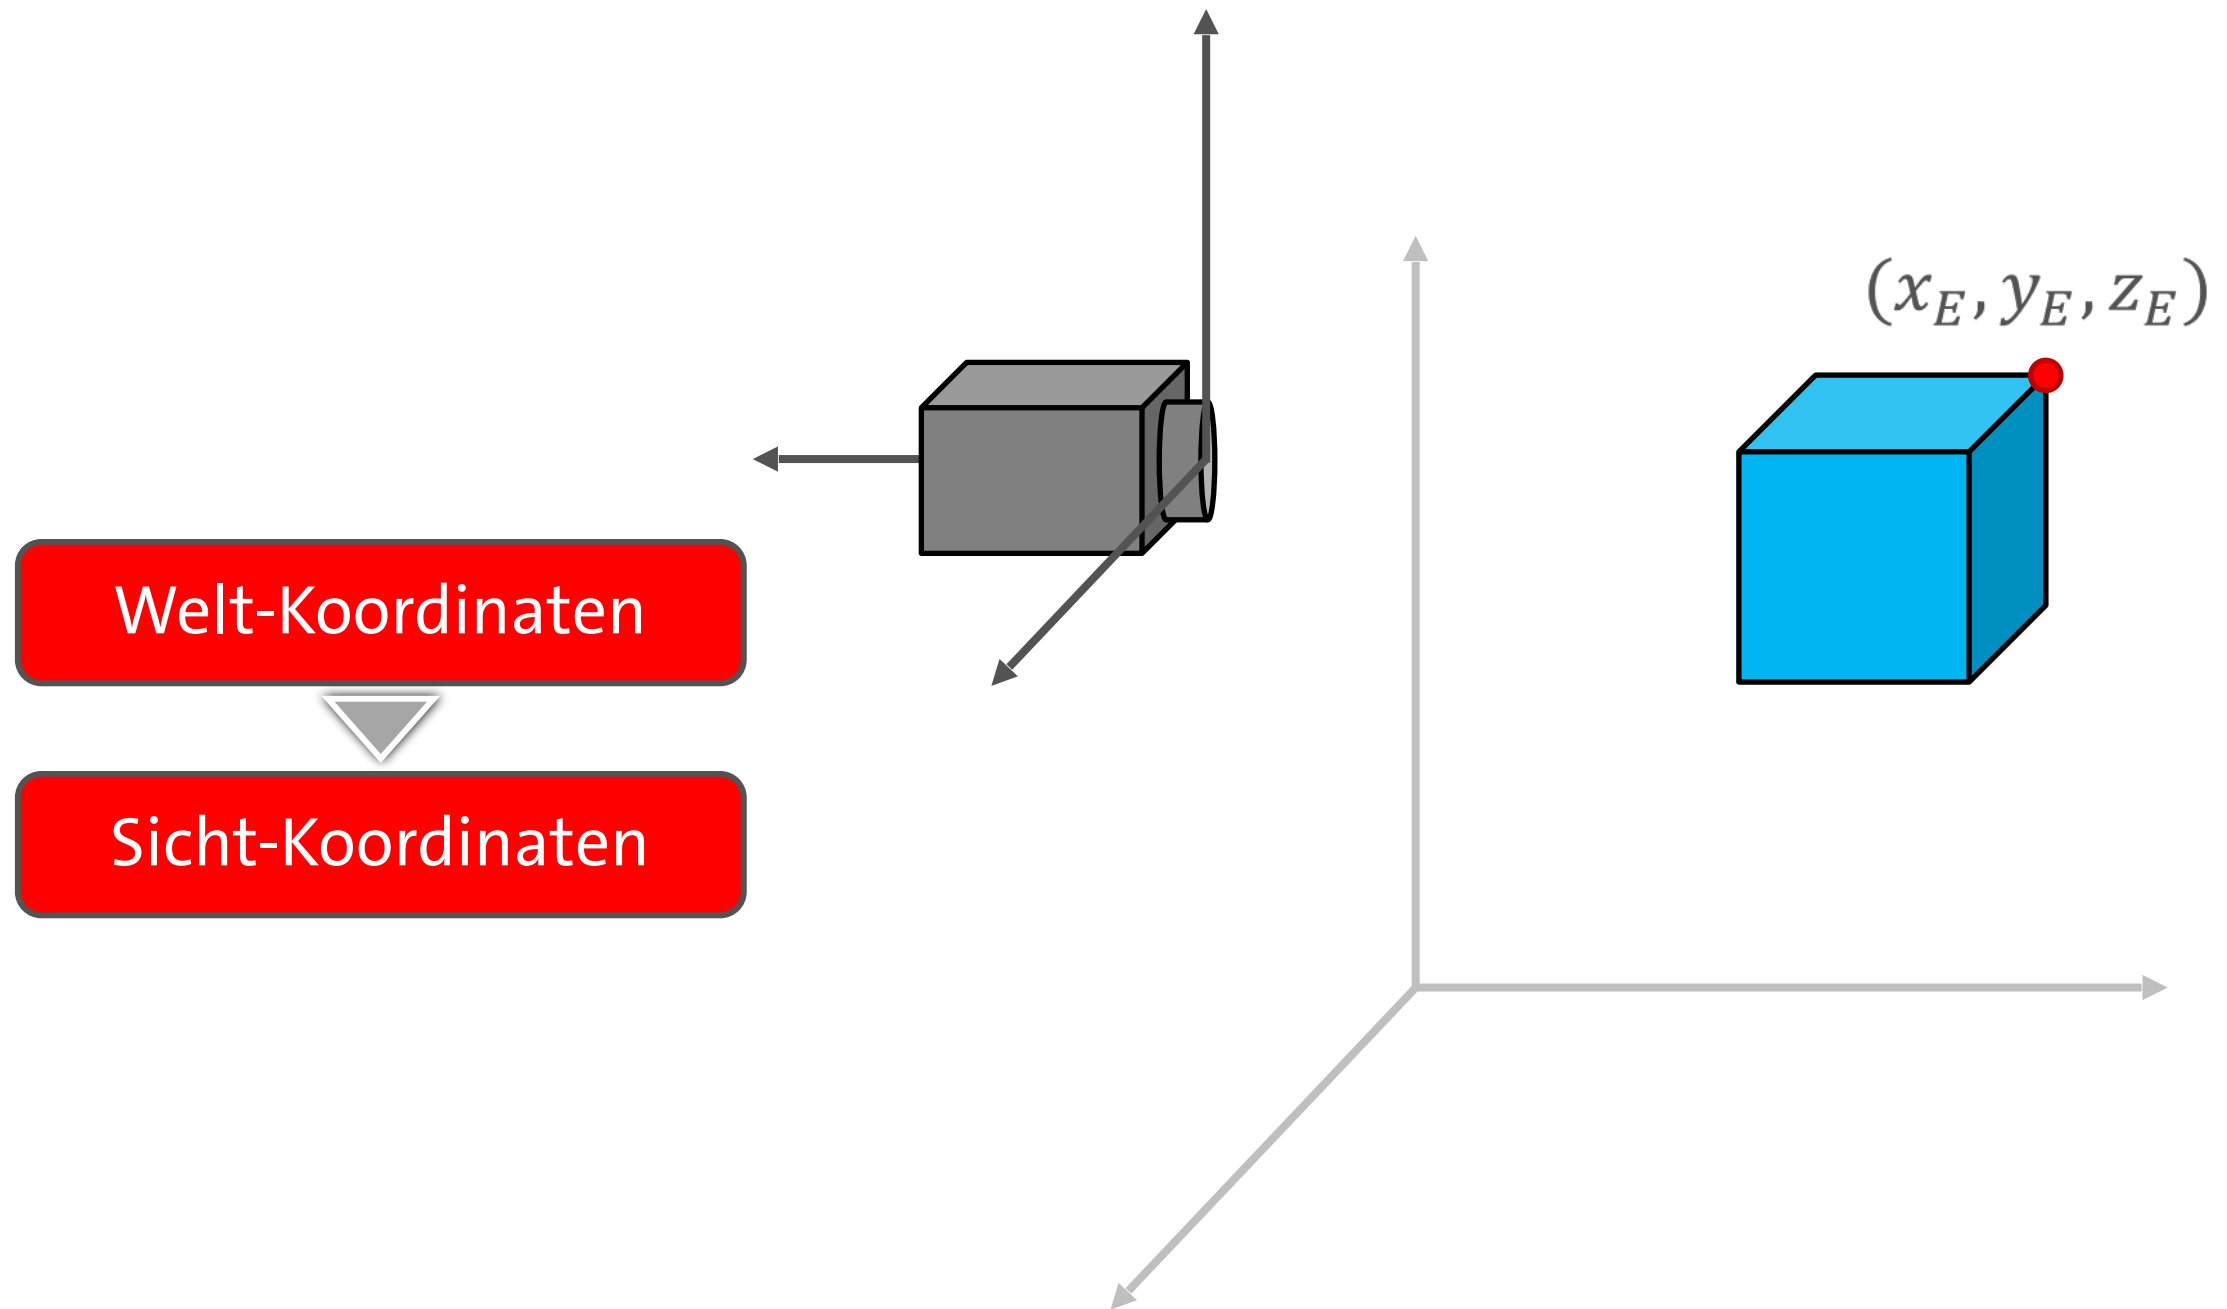 (x_E, y_E, z_E)
Welt-Koordinaten
Sicht-Koordinaten